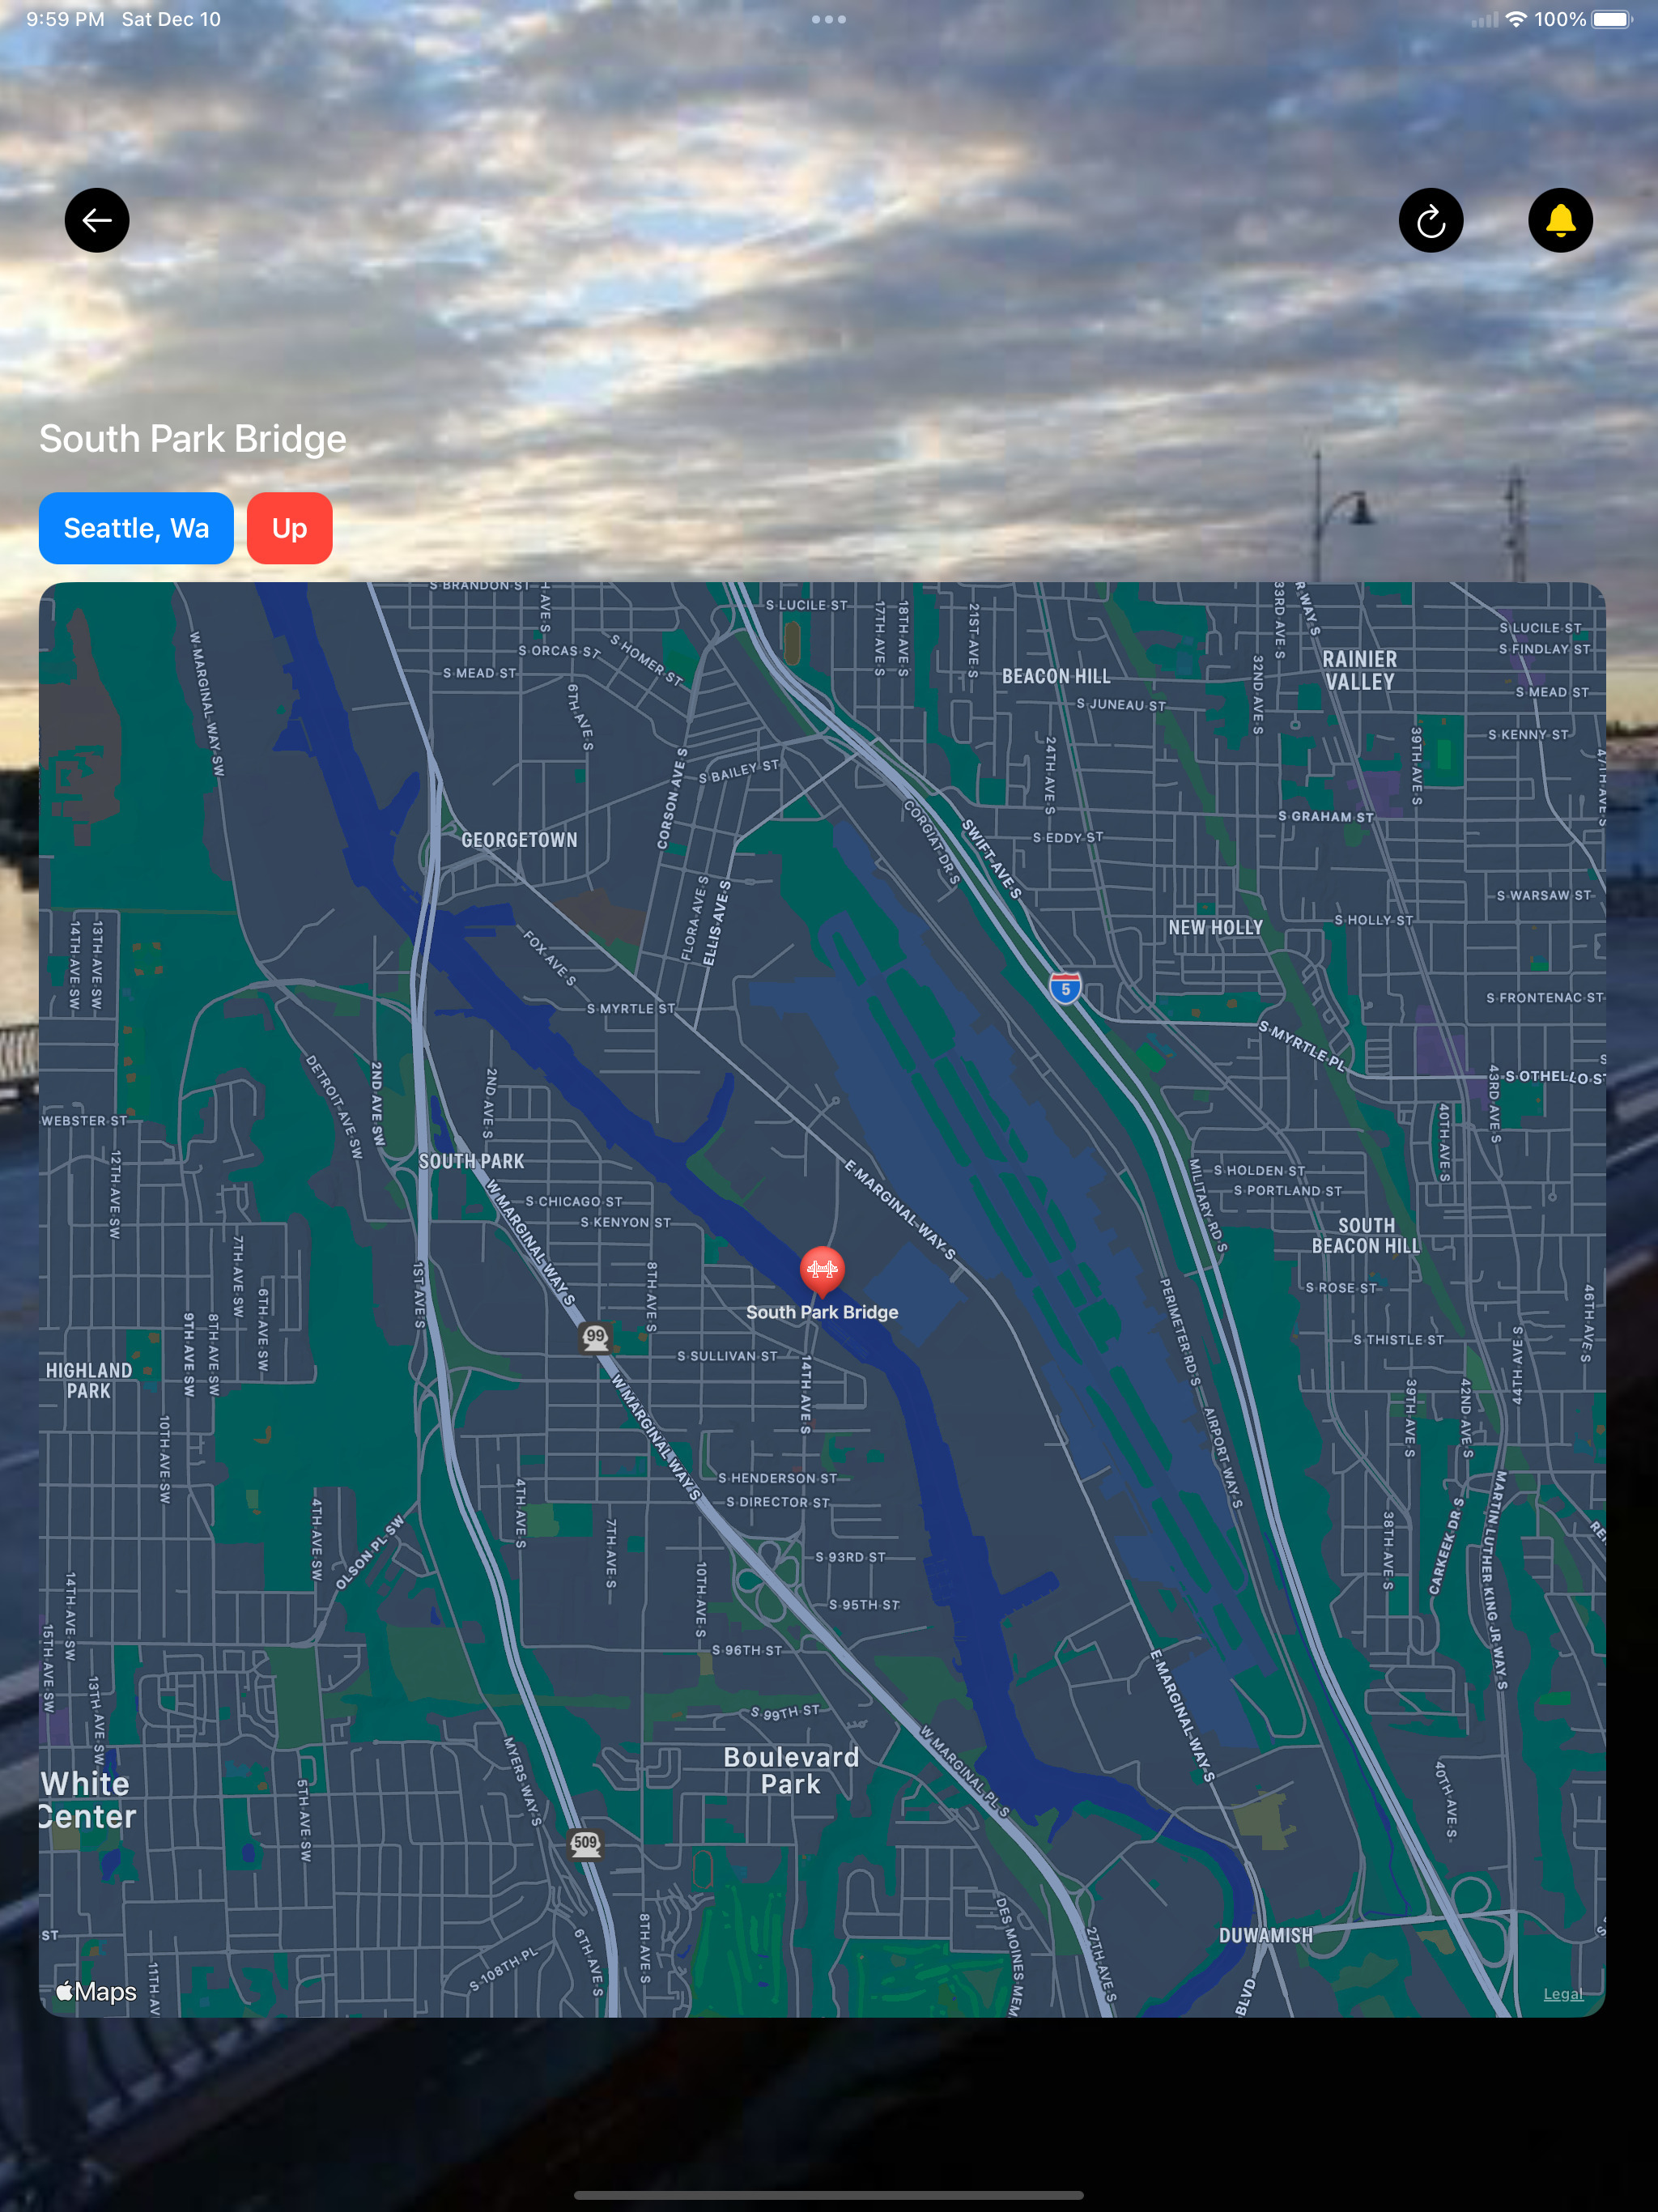 9:59 PM Sat Dec 10
100%
South Park Bridge
Seattle, Wa
Up
S BRANDON ST
S LUCILE ST
17TH AVE S
18TH AVE S
21ST AVE S
33RD AVE S
S LUCILE ST
S FINDLAY ST
W MARGINAL WAY SW
S ORCAS ST
S HOMER ST
S MEAD ST
6TH AVE S
BEACON HILL
S JUNEAU ST
32ND AVE S
RAINIER
VALLEY
S MEAD ST
S KENNY ST
39TH AVE S
47TH AVE S
24TH AVE S
CORSON AVE S
S BAILEY ST
CORGIAT DR S
SWIFT AVE S
S EDDY ST
S GRAHAM ST
GEORGETOWN
FLORA AVE S
ELLIS AVE S
S WARSAW ST
NEW HOLLY
S HOLLY ST
14TH AVE SW
13TH AVE SW
FOX AVE S
5
S MYRTLE ST
S FRONTENAC ST
S MYRTLE PL
S OTHELLO ST
DETROIT AVE SW
2ND AVE SW
2ND AVE S
43RD AVE S
40TH AVE S
WEBSTER ST
12TH AVE SW
SOUTH PARK
W MARGINAL WAY S
S CHICAGO ST
S KENYON ST
E MARGINAL WAY S
MILITARY RD S
S HOLDEN ST
S PORTLAND ST
SOUTH
BEACON HILL
7TH AVE SW
6TH AVE SW
1ST AVE S
8TH AVE S
South Park Bridge
PERIMETER RD S
S ROSE ST
46TH AVE S
9TH AVE SW
8TH AVE SW
99
S THISTLE ST
44TH AVE S
S SULLIVAN ST
14TH AVE S
HIGHLAND
PARK
10TH AVE SW
W MARGINAL WAY S
39TH AVE S
42ND AVE S
AIRPORT WAY S
S HENDERSON ST
S DIRECTOR ST
4TH AVE SW
OLSON PL SW
4TH AVE S
7TH AVE S
38TH AVE S
CARKEEK DR S
MARTIN LUTHER KING JR WAY S
S 93RD ST
10TH AVE S
S 95TH ST
14TH AVE SW
15TH AVE SW
S 96TH ST
E MARGINAL WAY S
13TH AVE SW
S 99TH ST
MYERS WAY S
Boulevard
Park
W MARGINAL PL S
40TH AVE S
White
Center
5TH AVE SW
509
DES MOINES MEM
27TH AVE S
DUWAMISH
ST
S 108TH PL
6TH AVE S
8TH AVE S
11TH AV
BLVD
Maps
Legal